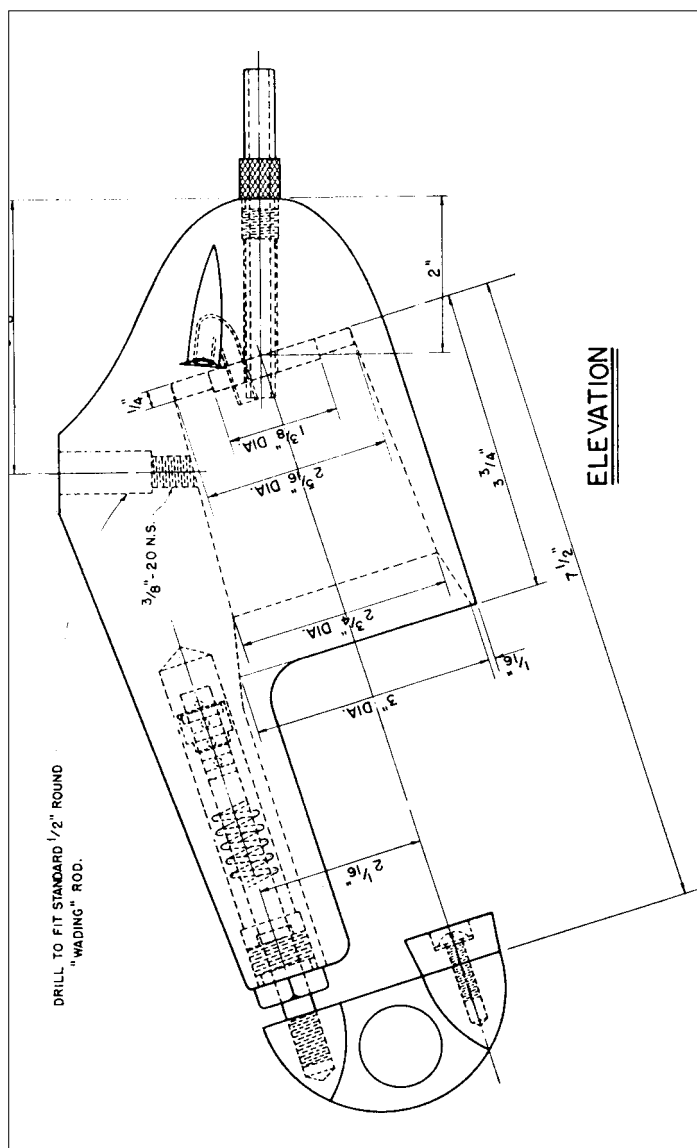 2"
1/4"
1 3/8" DIA.
2 5/16" DIA.
3/8"-20 N.S.
3 3/4"
7 1/2"
2 3/4" DIA.
3" DIA.
1/16"
2 1/16"
DRILL TO FIT STANDARD 1/2" ROUND
"WADING" ROD.
ELEVATION